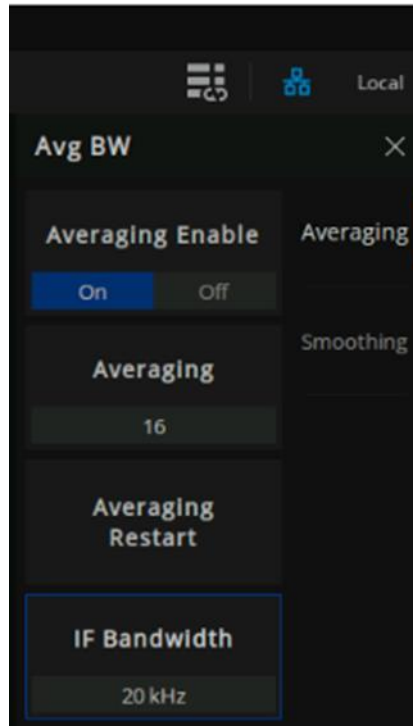 Local
Avg BW
Averaging Enable
On Off
Averaging
16
Averaging
Restart
IF Bandwidth
20 kHz
Averaging
Smoothing